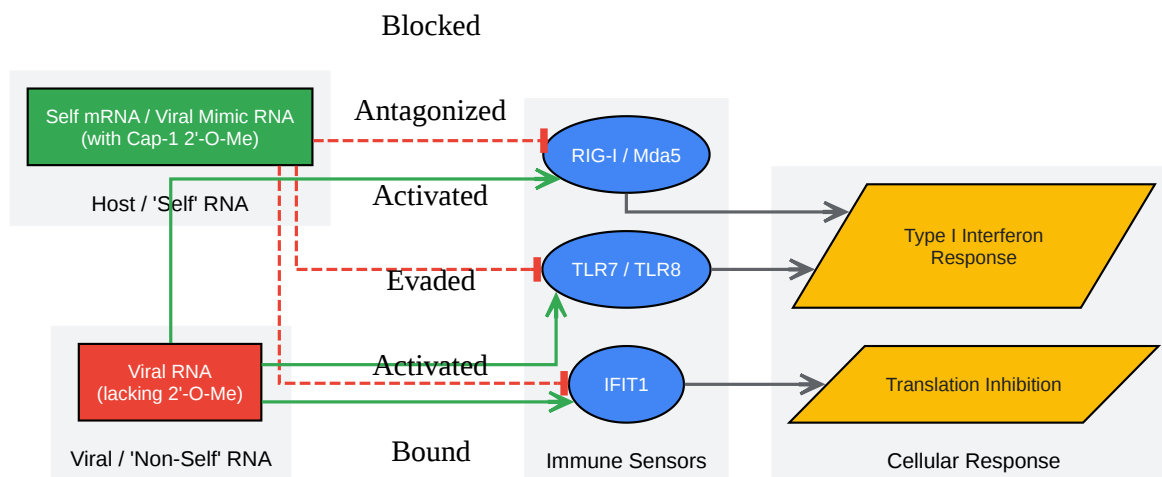 Blocked
Self mRNA / Viral Mimic RNA
(with Cap-1 2'-O-Me)
Host / 'Self' RNA
Antagonized
Activated
Evaded
Activated
Bound
Viral RNA
(lacking 2'-O-Me)
Viral / 'Non-Self' RNA
RIG-I / Mda5
TLR7 / TLR8
IFIT1
Immune Sensors
Type I Interferon
Response
Translation Inhibition
Cellular Response